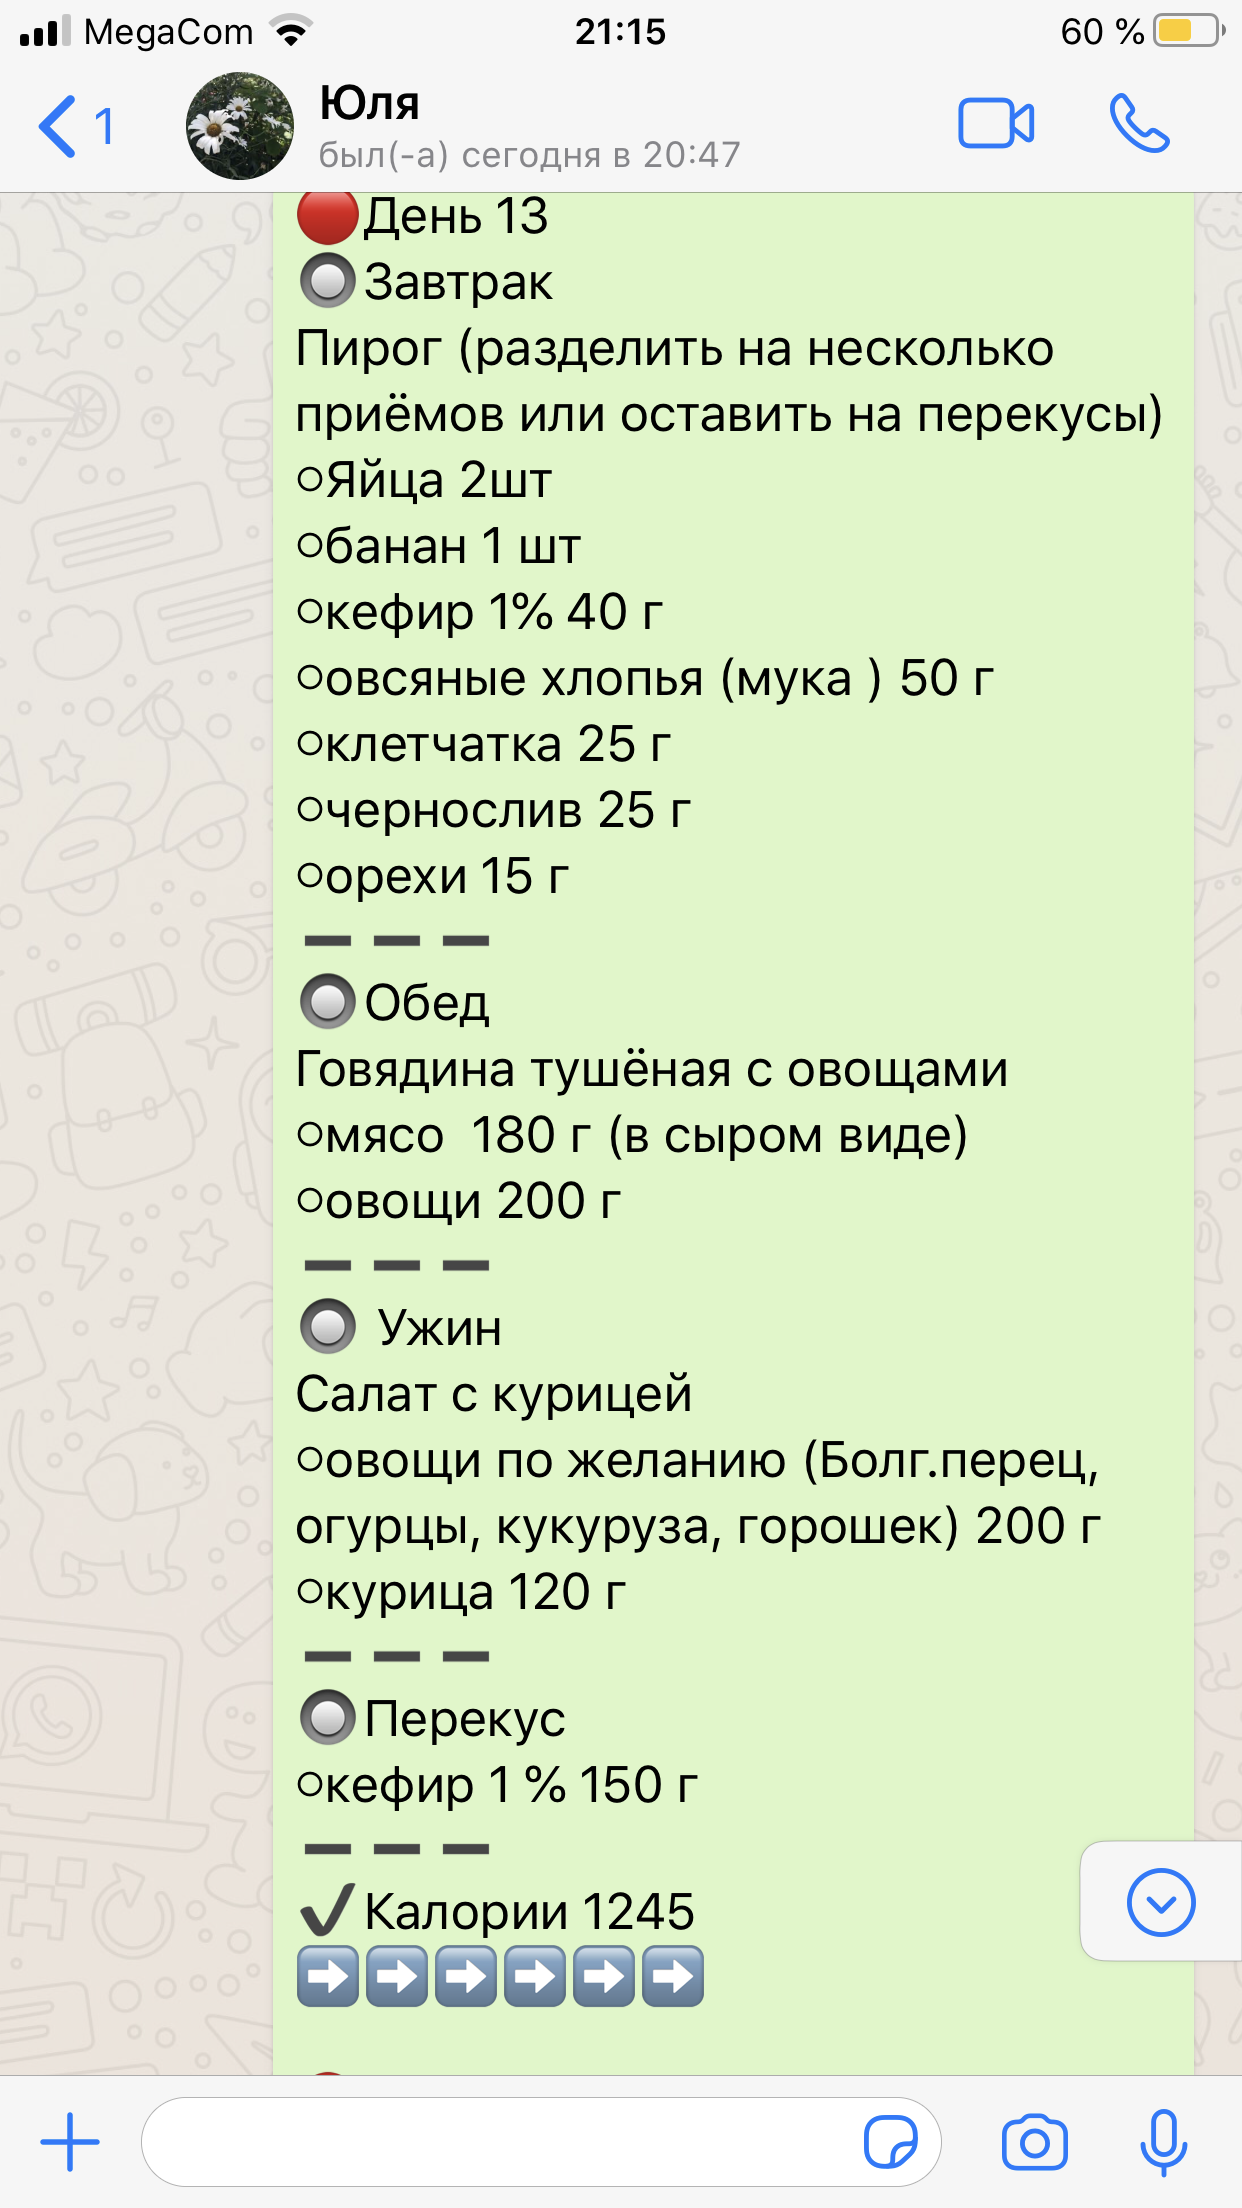 MegaCom
21:15
60 %
1
Юля
был(-а) сегодня в 20:47
День 13
Завтрак
Пирог (разделить на несколько
приёмов или оставить на перекусы)
○Яйца 2шт
○банан 1 шт
○кефир 1% 40 г
○овсяные хлопья (мука ) 50 г
○клетчатка 25 г
○чернослив 25 г
○орехи 15 г
➖➖➖
Обед
Говядина тушёная с овощами
○мясо  180 г (в сыром виде)
○овощи 200 г
➖➖➖
Ужин
Салат с курицей
○овощи по желанию (Болг.перец,
огурцы, кукуруза, горошек) 200 г
○курица 120 г
➖➖➖
Перекус
○кефир 1 % 150 г
➖➖➖
✔Калории 1245
➡➡➡➡➡➡